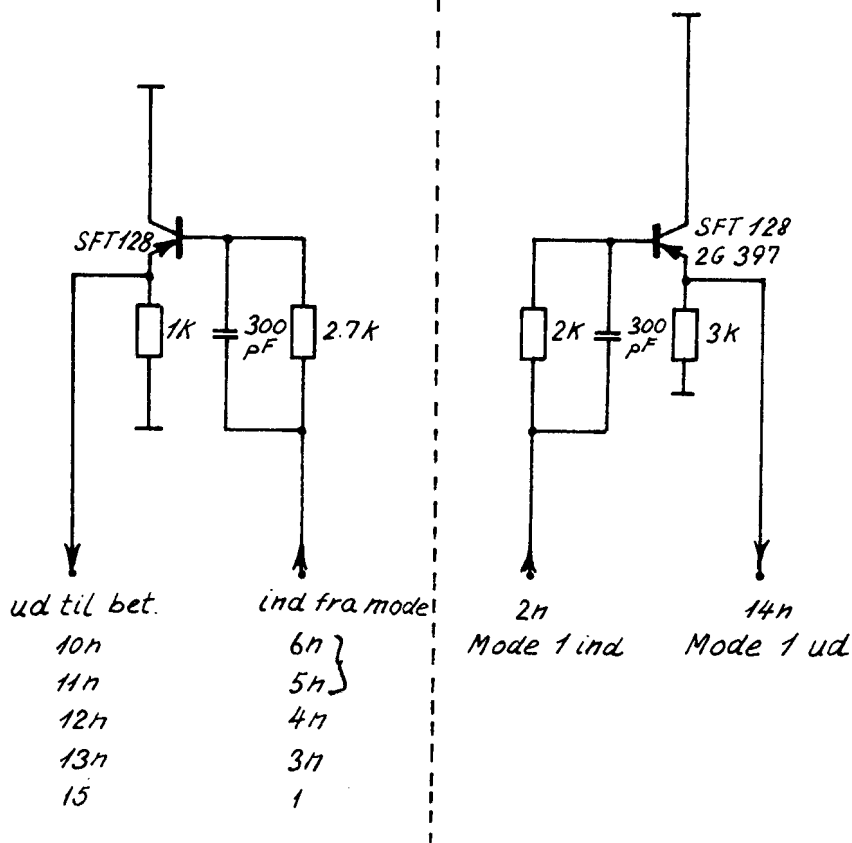 SFT128
1K
300
pF
2.7K
ud til bet.
ind fra mode
10n
6n
11n
5n
12n
4n
13n
3n
15
1
SFT 128
2G 397
2K
300
pF
3K
2n
14n
Mode 1 ind
Mode 1 ud